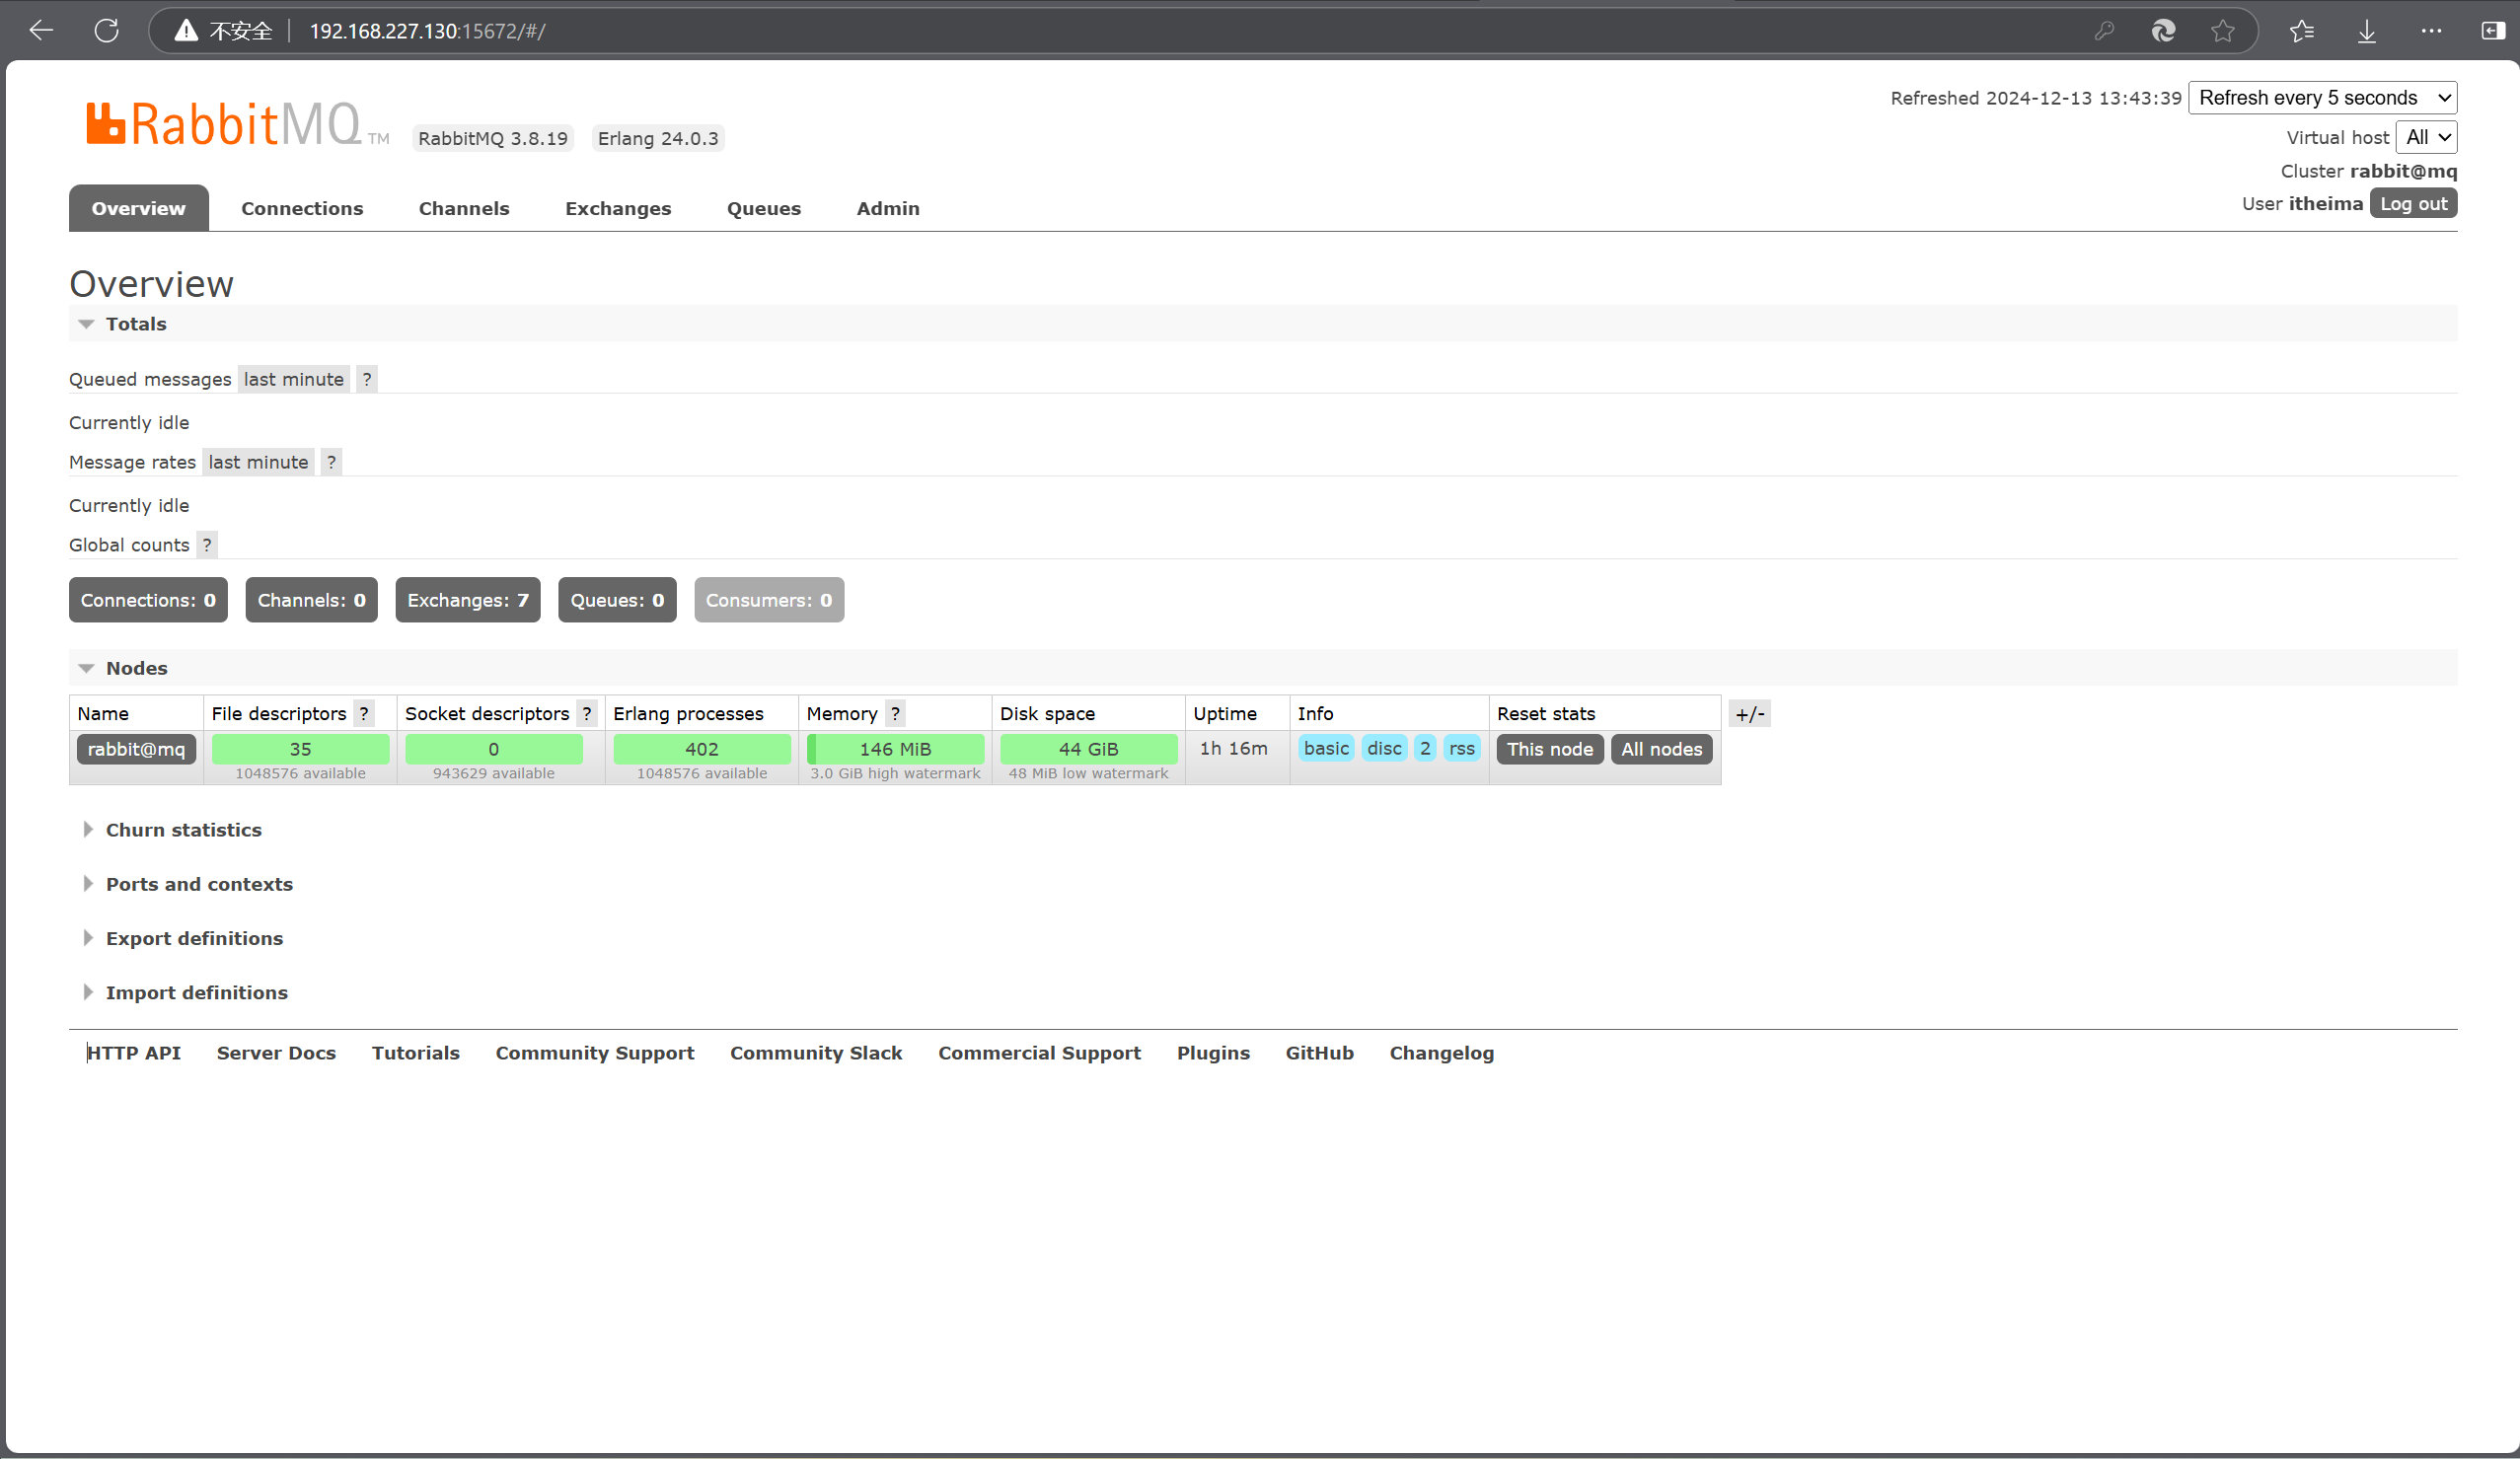 不安全 192.168.227.130:15672/#/
RabbitMQ TM RabbitMQ 3.8.19 Erlang 24.0.3
Refreshed 2024-12-13 13:43:39 Refresh every 5 seconds
Virtual host All
Cluster rabbit@mq
User itheima Log out
Overview Connections Channels Exchanges Queues Admin
Overview
Totals
Queued messages last minute ?
Currently idle
Message rates last minute ?
Currently idle
Global counts ?
Connections: 0 Channels: 0 Exchanges: 7 Queues: 0 Consumers: 0
Nodes
Name File descriptors ? Socket descriptors ? Erlang processes Memory ? Disk space Uptime Info Reset stats +/-
rabbit@mq 35 0 402 146 MiB 44 GiB 1h 16m basic disc 2 rss This node All nodes
1048576 available 943629 available 1048576 available 3.0 GiB high watermark 48 MiB low watermark
Churn statistics
Ports and contexts
Export definitions
Import definitions
HTTP API Server Docs Tutorials Community Support Community Slack Commercial Support Plugins GitHub Changelog